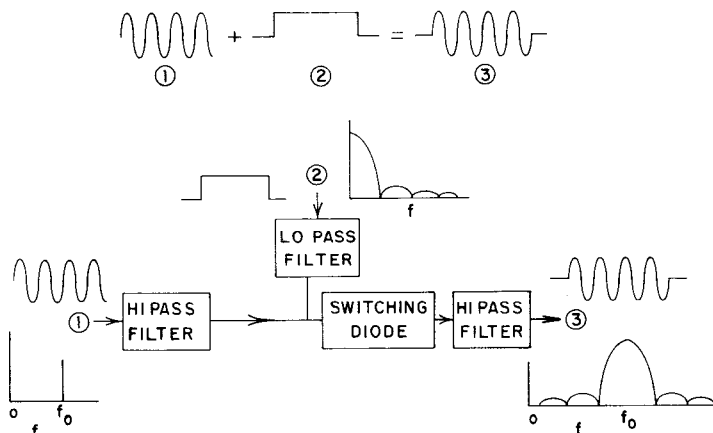 + =
① ② ③
②
f
LO PASS
FILTER
① HI PASS
FILTER
SWITCHING
DIODE
HI PASS
FILTER
③
0 f₀
f
0 f f₀